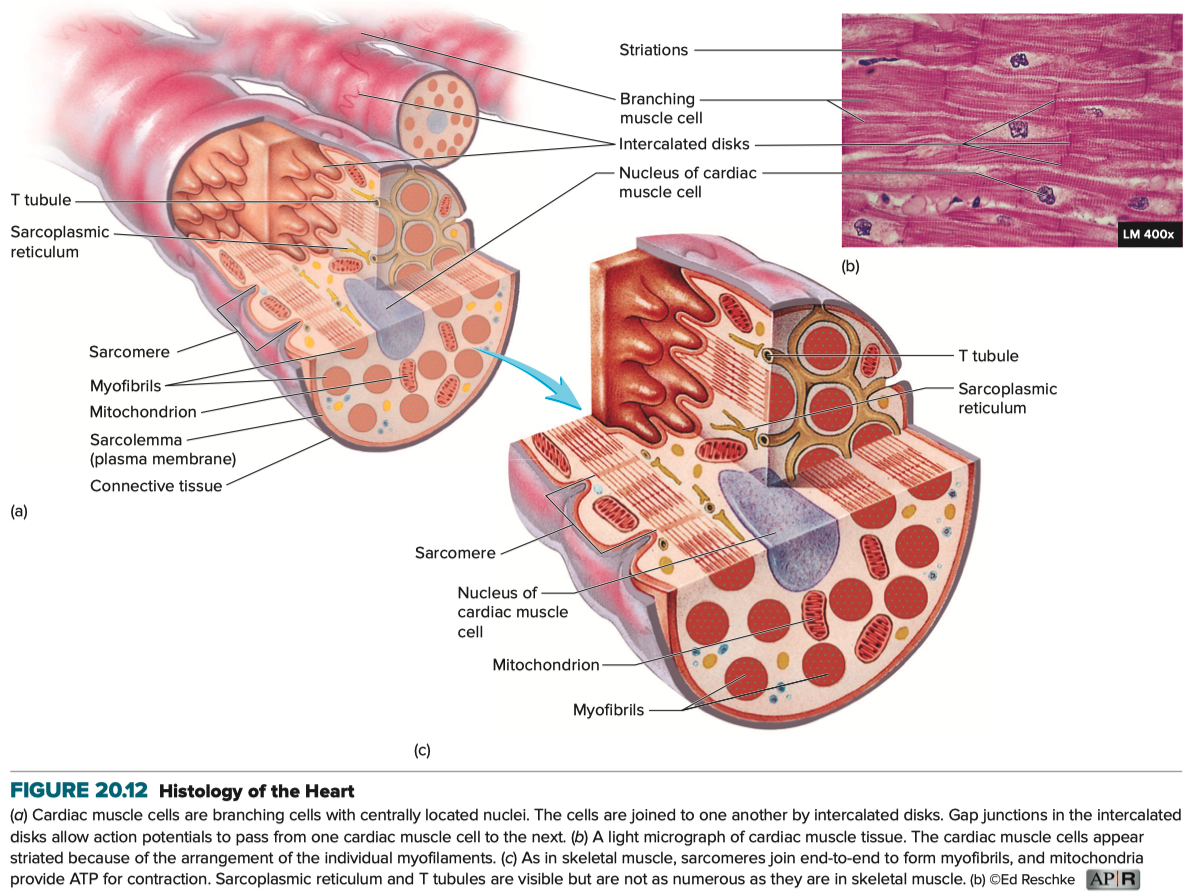 Striations
Branching
muscle cell
Intercalated disks
Nucleus of cardiac
muscle cell
LM 400x
(b)
T tubule
Sarcoplasmic
reticulum
Sarcomere
Myofibrils
Mitochondrion
Sarcolemma
(plasma membrane)
Connective tissue
(a)
T tubule
Sarcoplasmic
reticulum
Sarcomere
Nucleus of
cardiac muscle
cell
Mitochondrion
Myofibrils
(c)
FIGURE 20.12 Histology of the Heart
(a) Cardiac muscle cells are branching cells with centrally located nuclei. The cells are joined to one another by intercalated disks. Gap junctions in the intercalated
disks allow action potentials to pass from one cardiac muscle cell to the next. (b) A light micrograph of cardiac muscle tissue. The cardiac muscle cells appear
striated because of the arrangement of the individual myofilaments. (c) As in skeletal muscle, sarcomeres join end-to-end to form myofibrils, and mitochondria
provide ATP for contraction. Sarcoplasmic reticulum and T tubules are visible but are not as numerous as they are in skeletal muscle. (b) ©Ed Reschke AP|R